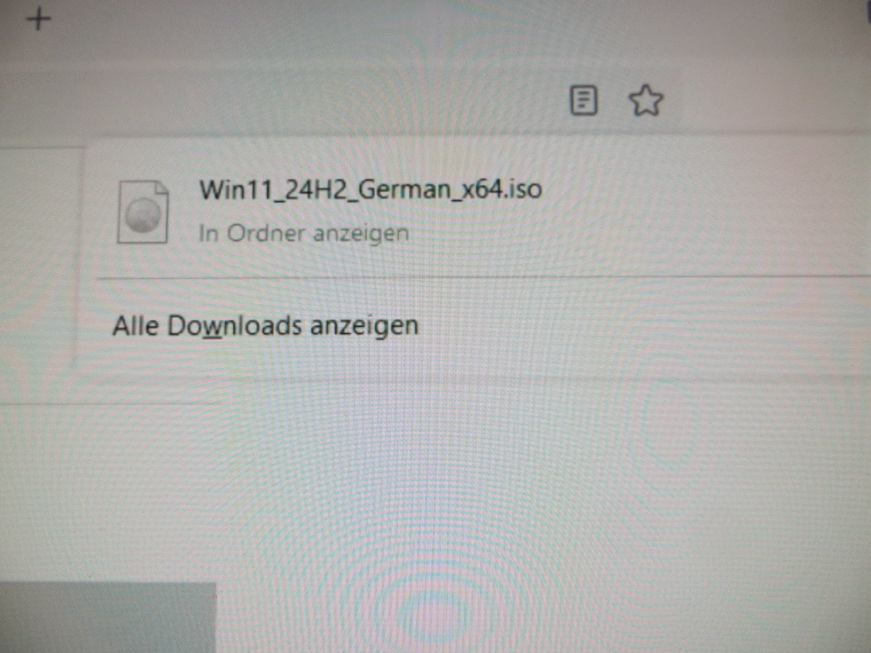 Win11_24H2_German_x64.iso
In Ordner anzeigen
Alle Downloads anzeigen